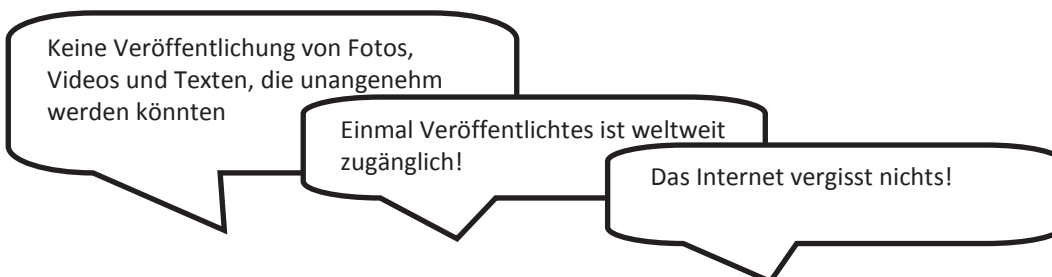 Keine Veröffentlichung von Fotos,
Videos und Texten, die unangenehm
werden könnten
Einmal Veröffentlichtes ist weltweit
zugänglich!
Das Internet vergisst nichts!